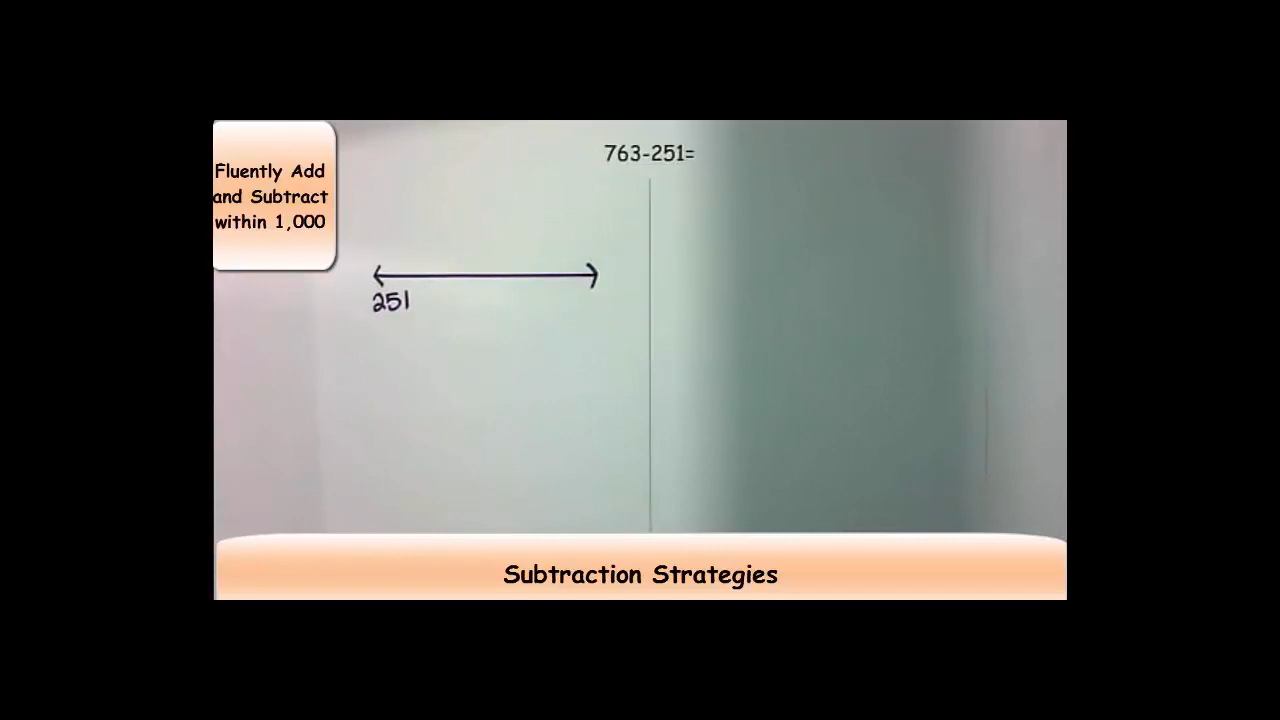 763-251=
Fluently Add
and Subtract
within 1,000
251
Subtraction Strategies